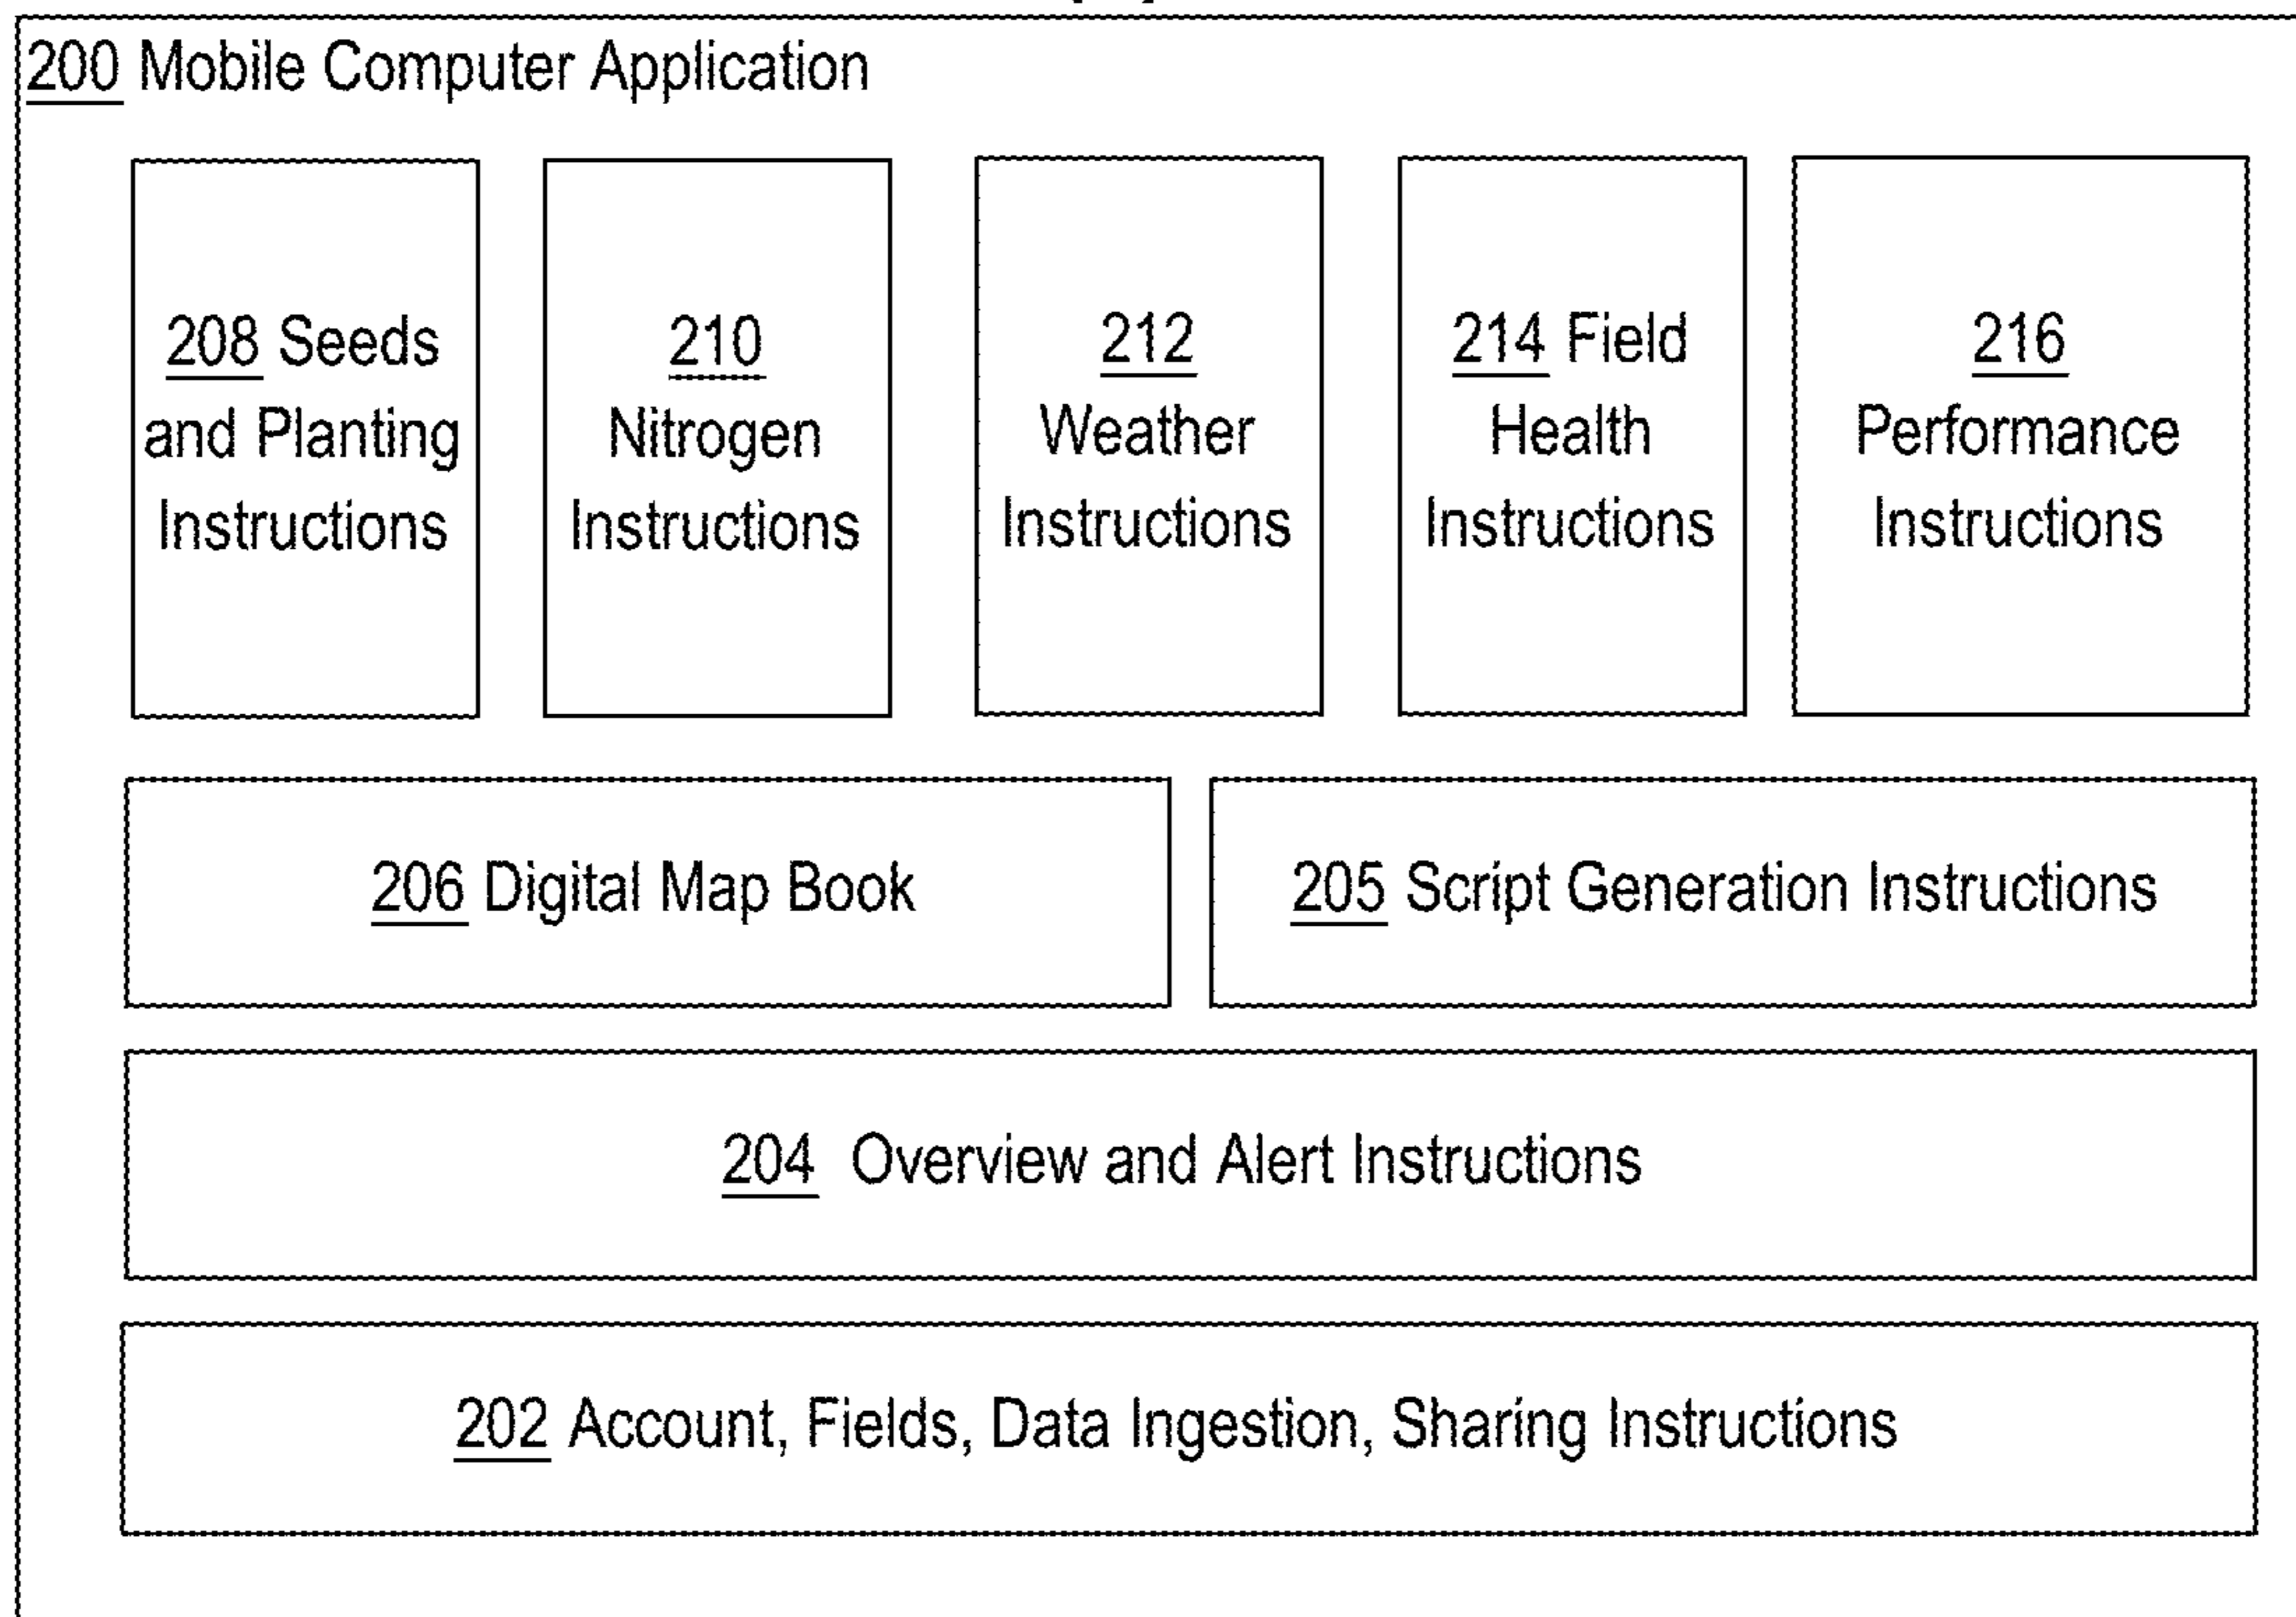 200 Mobile Computer Application
208 Seeds
and Planting
Instructions
210
Nitrogen
Instructions
212
Weather
Instructions
214 Field
Health
Instructions
216
Performance
Instructions
206 Digital Map Book
205 Script Generation Instructions
204 Overview and Alert Instructions
202 Account, Fields, Data Ingestion, Sharing Instructions